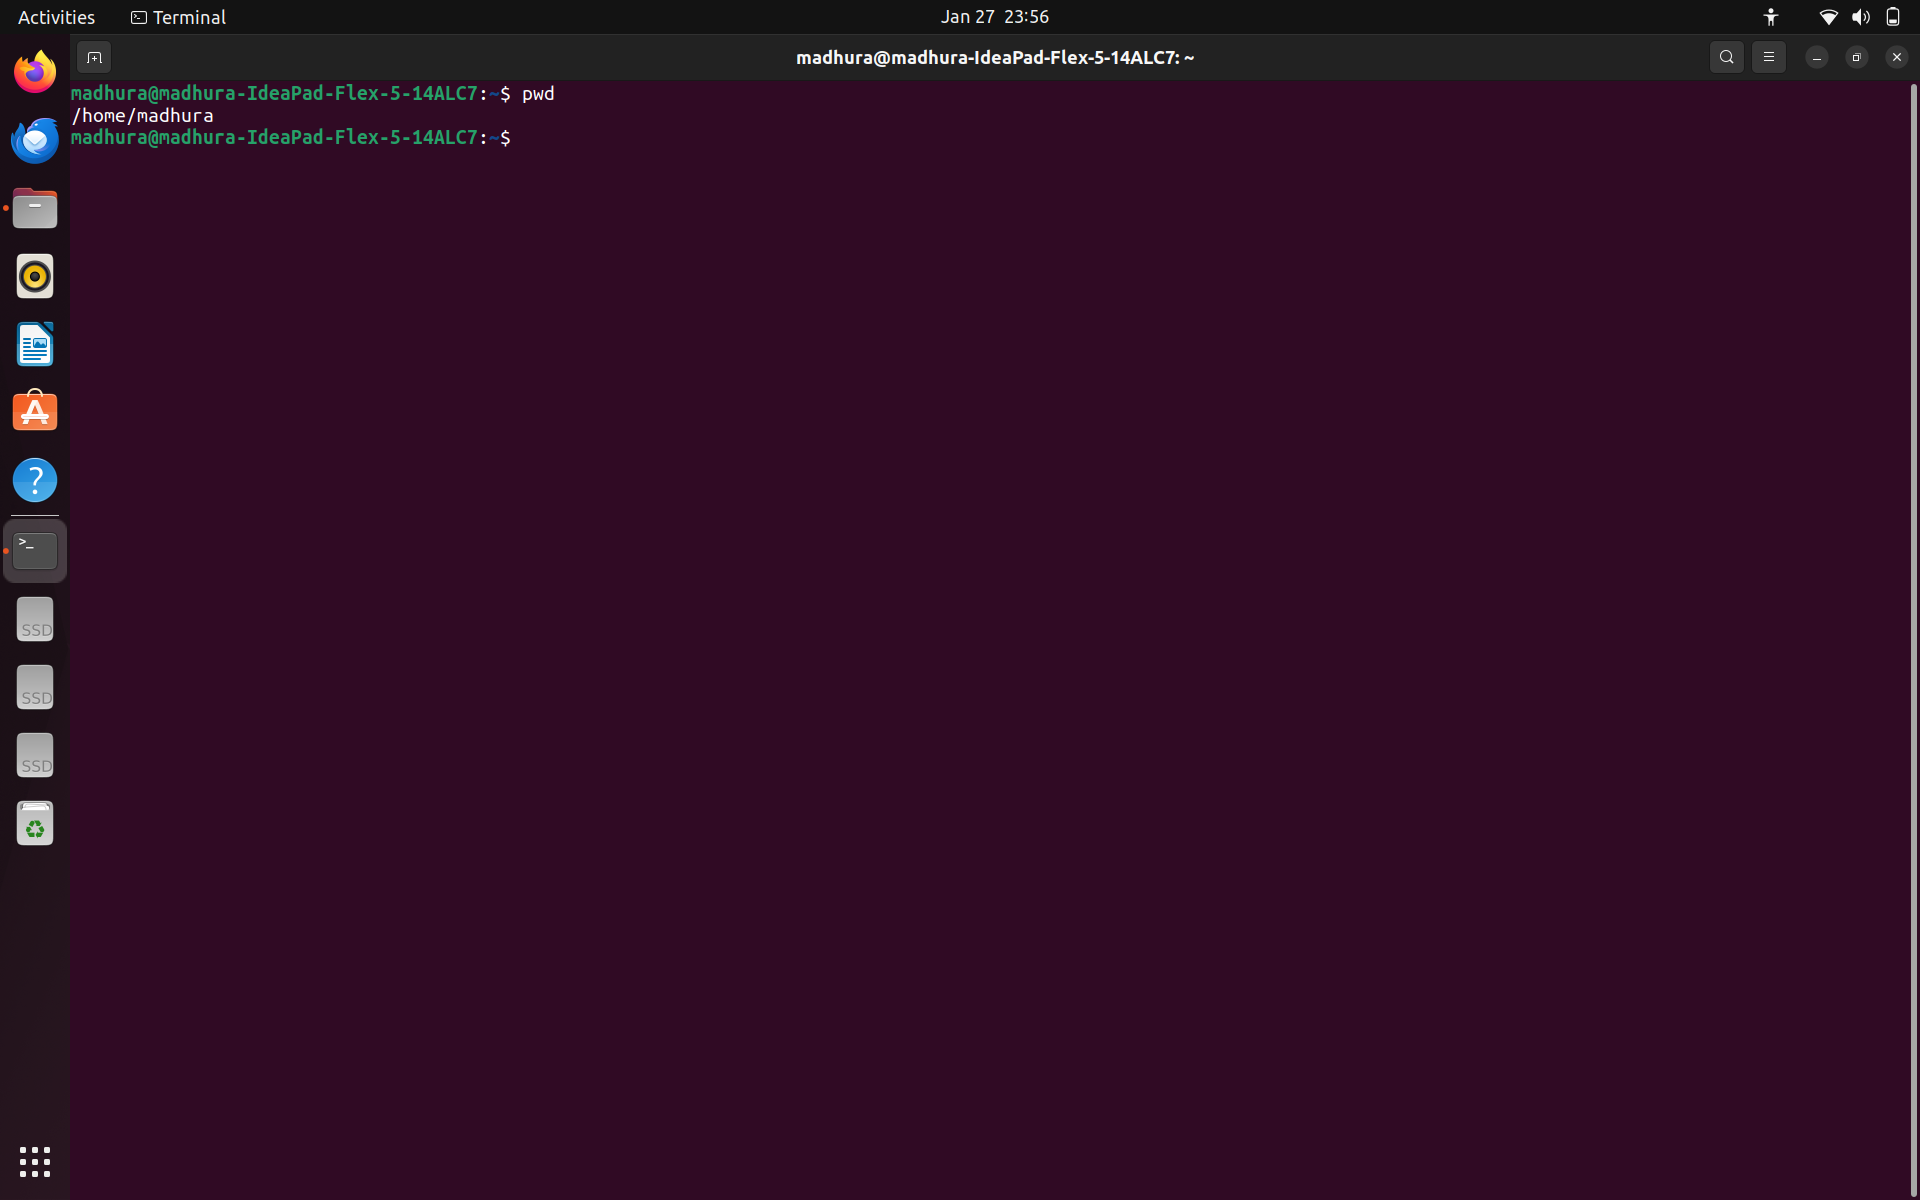 Activities Terminal Jan 27 23:56
madhura@madhura-IdeaPad-Flex-5-14ALC7: ~
madhura@madhura-IdeaPad-Flex-5-14ALC7:~$ pwd
/home/madhura
madhura@madhura-IdeaPad-Flex-5-14ALC7:~$
?
>_
SSD
SSD
SSD